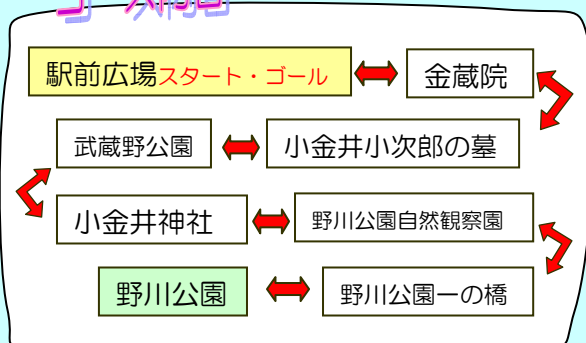 駅前広場スタート・ゴール
金蔵院
武蔵野公園
小金井小次郎の墓
小金井神社
野川公園自然観察園
野川公園
野川公園一の橋